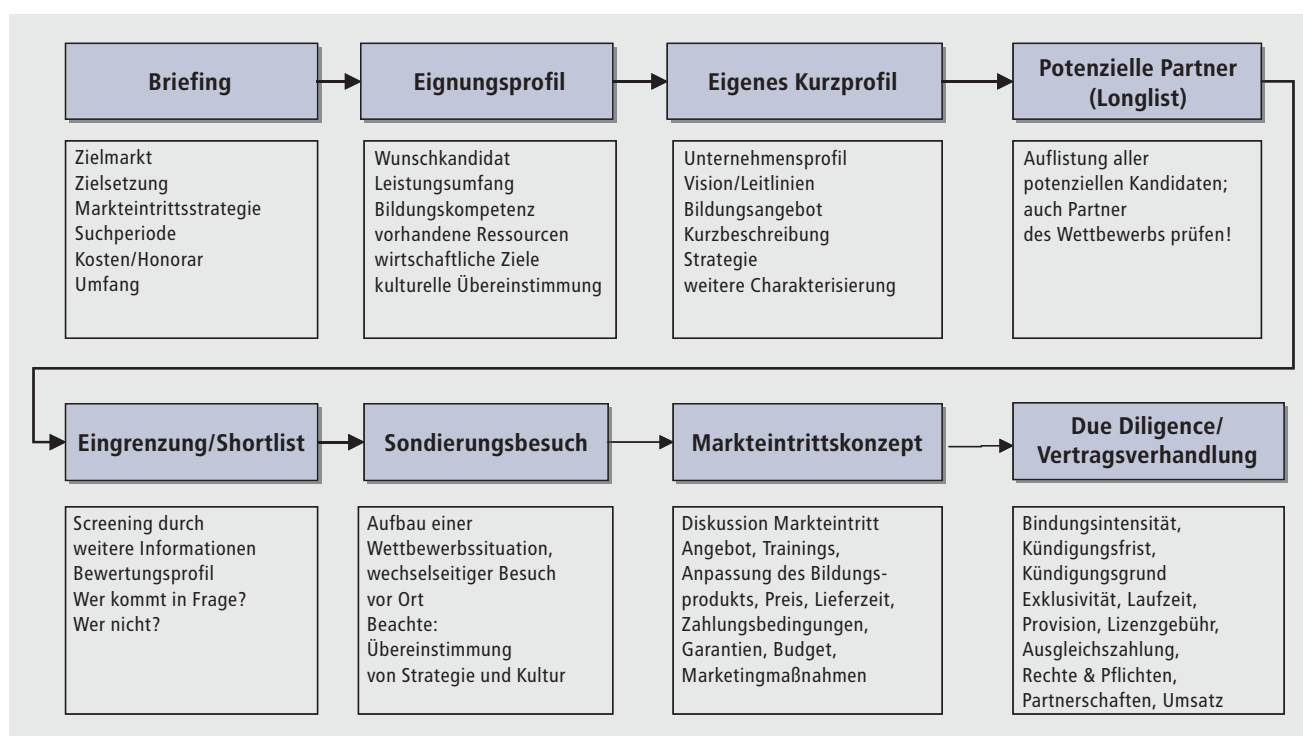 Briefing
Zielmarkt
Zielsetzung
Markteintrittsstrategie
Suchperiode
Kosten/Honorar
Umfang
Eignungsprofil
Wunschkandidat
Leistungsumfang
Bildungskompetenz
vorhandene Ressourcen
wirtschaftliche Ziele
kulturelle Übereinstimmung
Eigenes Kurzprofil
Unternehmensprofil
Vision/Leitlinien
Bildungsangebot
Kurzbeschreibung
Strategie
weitere Charakterisierung
Potenzielle Partner
(Longlist)
Auflistung aller
potenziellen Kandidaten;
auch Partner
des Wettbewerbs prüfen!
Eingrenzung/Shortlist
Screening durch
weitere Informationen
Bewertungsprofil
Wer kommt in Frage?
Wer nicht?
Sondierungsbesuch
Aufbau einer
Wettbewerbssituation,
wechselseitiger Besuch
vor Ort
Beachte:
Übereinstimmung
von Strategie und Kultur
Markteintrittskonzept
Diskussion Markteintritt
Angebot, Trainings,
Anpassung des Bildungs-
produkts, Preis, Lieferzeit,
Zahlungsbedingungen,
Garantien, Budget,
Marketingmaßnahmen
Due Diligence/
Vertragsverhandlung
Bindungsintensität,
Kündigungsfrist,
Kündigungsgrund
Exklusivität, Laufzeit,
Provision, Lizenzgebühr,
Ausgleichszahlung,
Rechte & Pflichten,
Partnerschaften, Umsatz